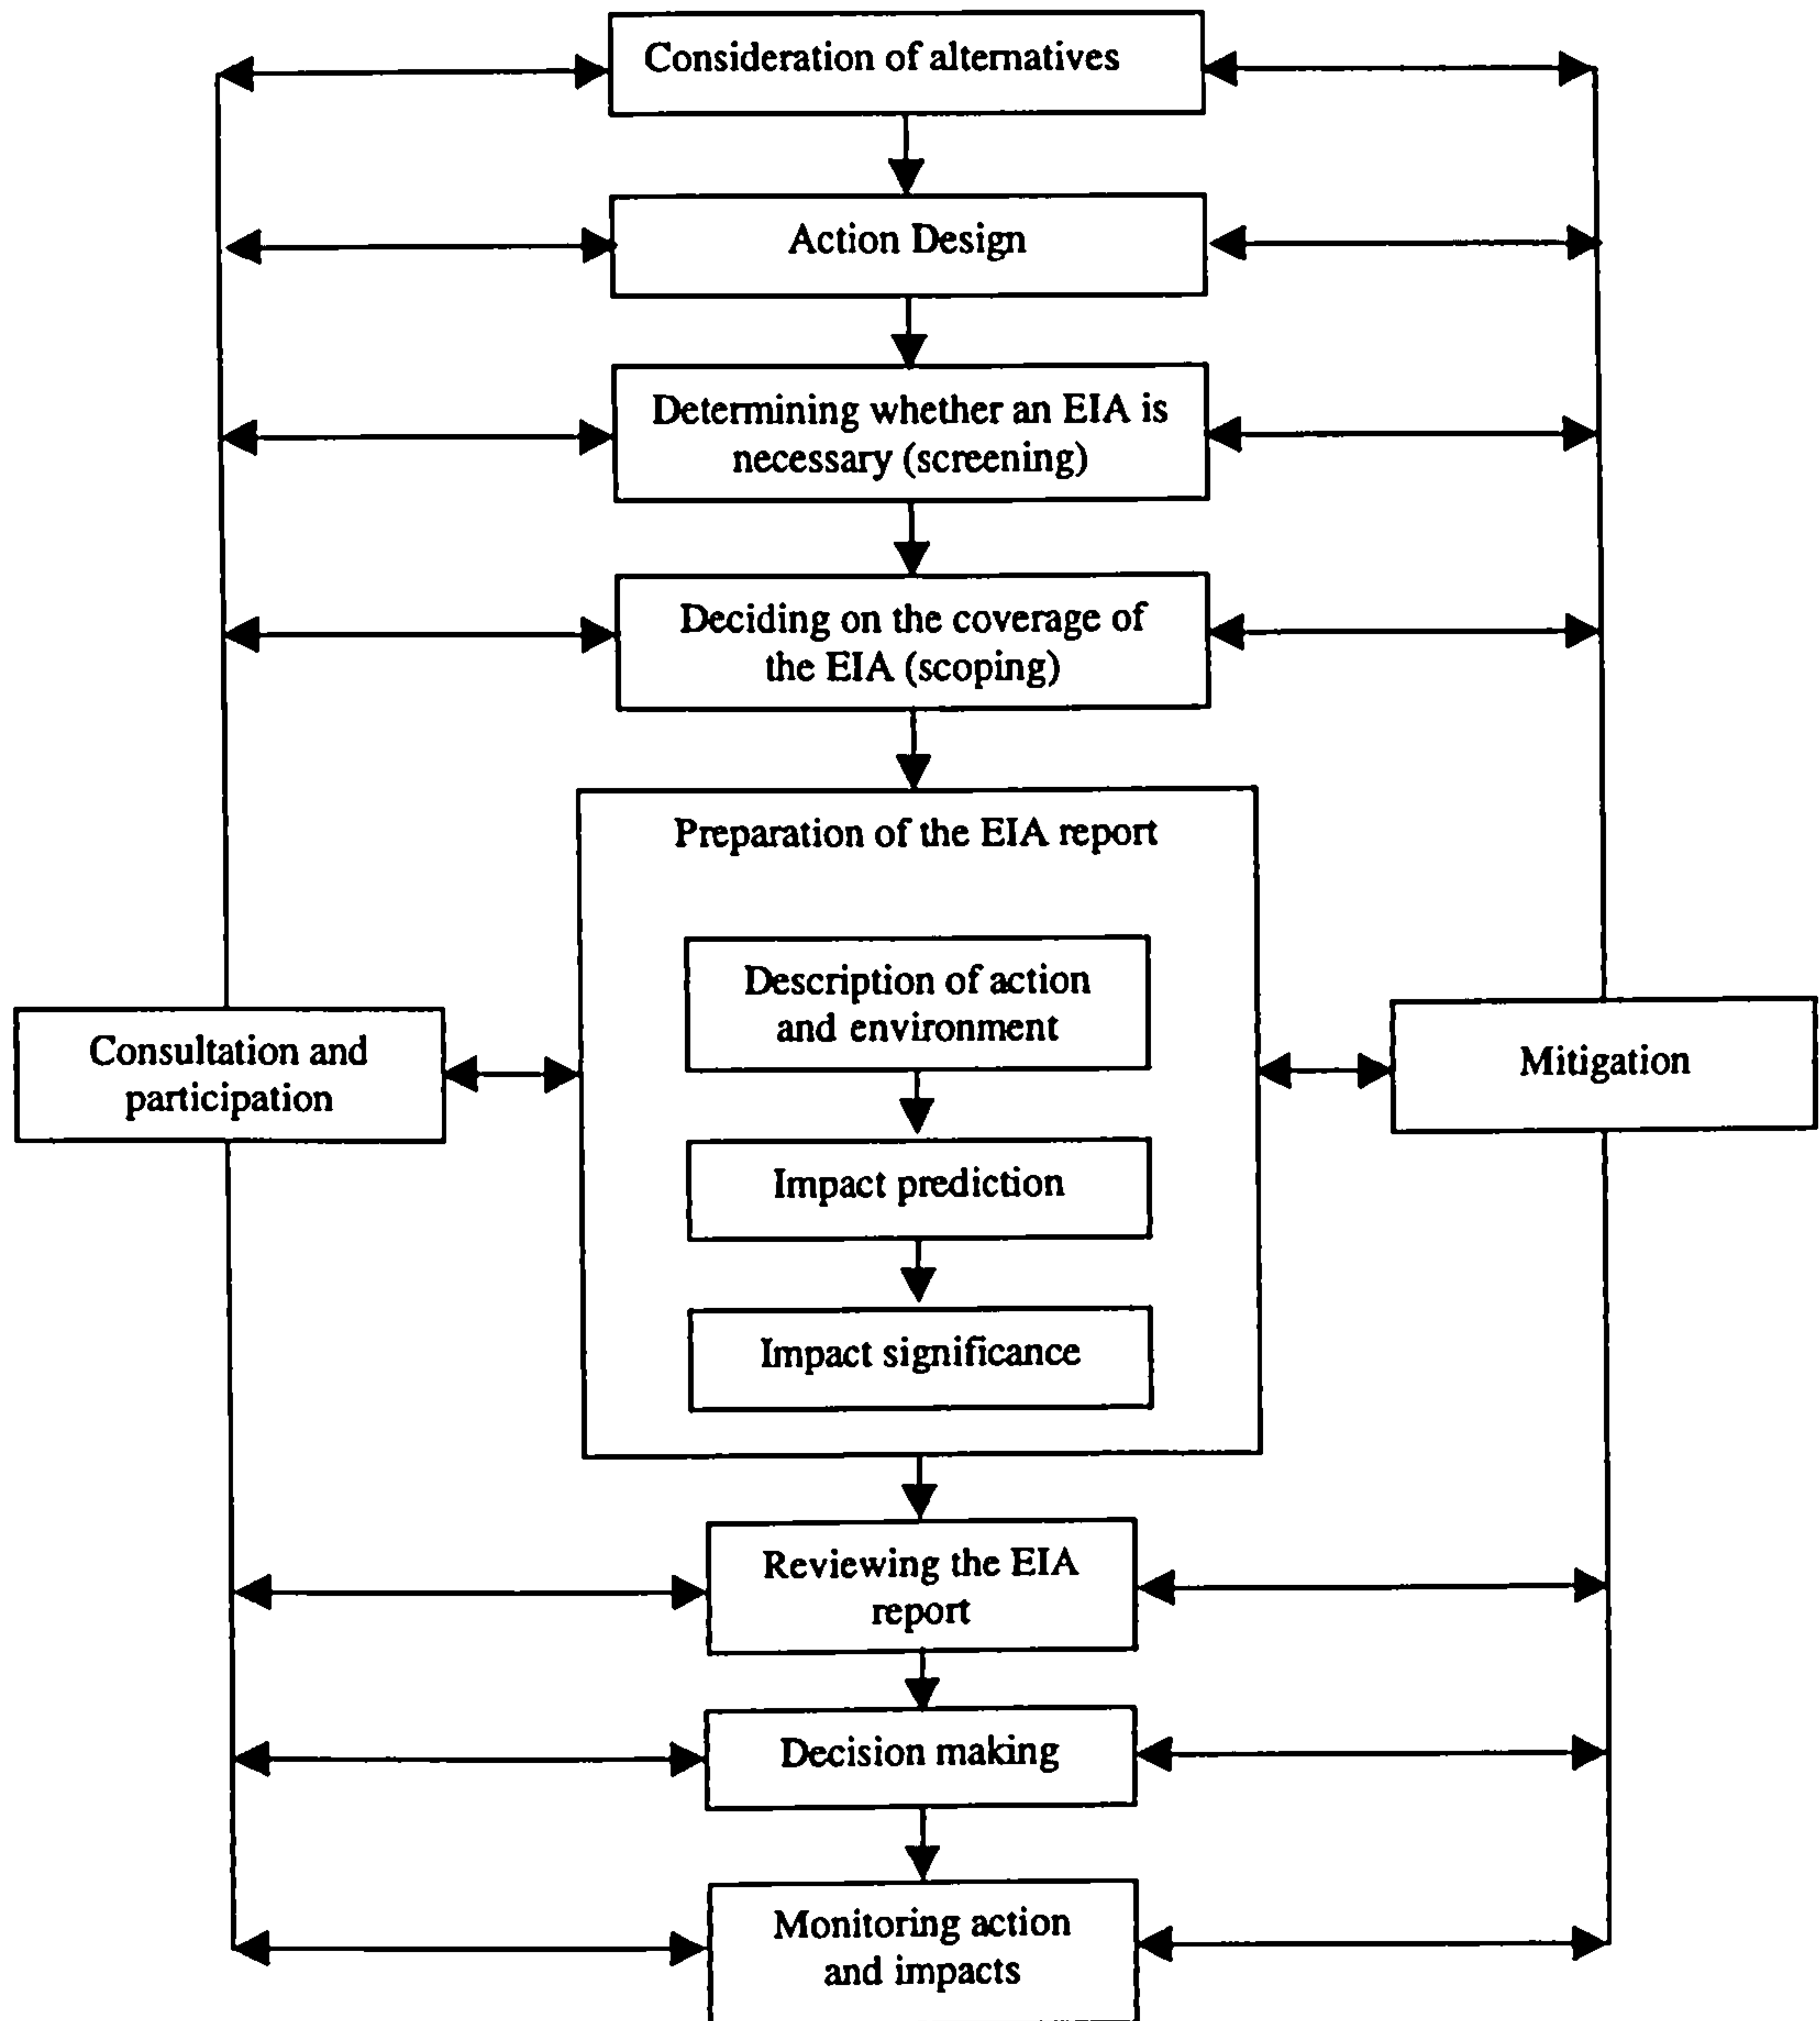 Consideration of alternatives
Action Design
Determining whether an EIA is
necessary (screening)
Deciding on the coverage of
the EIA (scoping)
Preparation of the EIA report
Description of action
and environment
Consultation and
participation
Mitigation
Impact prediction
Impact significance
Reviewing the EIA
report
Decision making
Monitoring action
and impacts